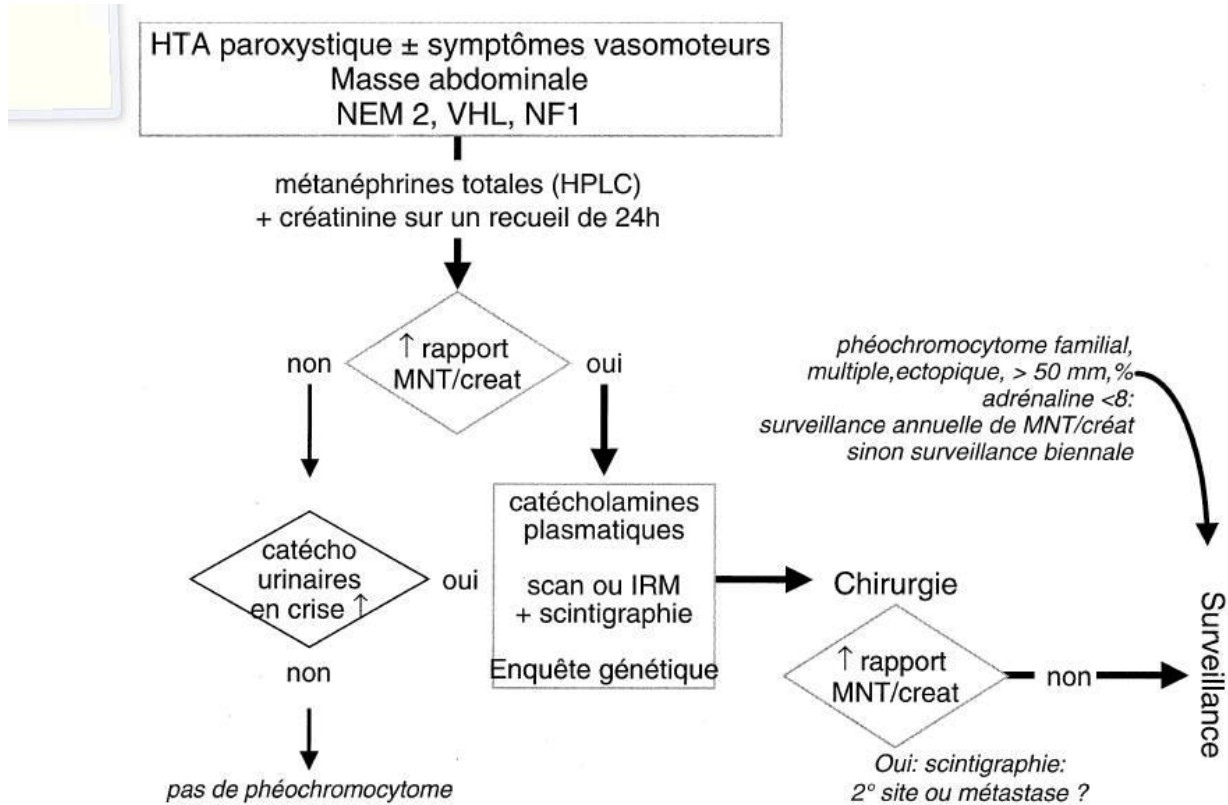 HTA paroxystique ± symptômes vasomoteurs
Masse abdominale
NEM 2, VHL, NF1
métanéphrines totales (HPLC)
+ créatinine sur un recueil de 24h
↑ rapport
MNT/creat
non
oui
catécho
urinaires
en crise ↑
oui
non
pas de phéochromocytome
catécholamines
plasmatiques
scan ou IRM
+ scintigraphie
Enquête génétique
Chirurgie
↑ rapport
MNT/creat
non
Oui: scintigraphie:
2° site ou métastase ?
phéochromocytome familial,
multiple,ectopique, > 50 mm,%
adrénaline <8:
surveillance annuelle de MNT/créat
sinon surveillance biennale
Surveillance